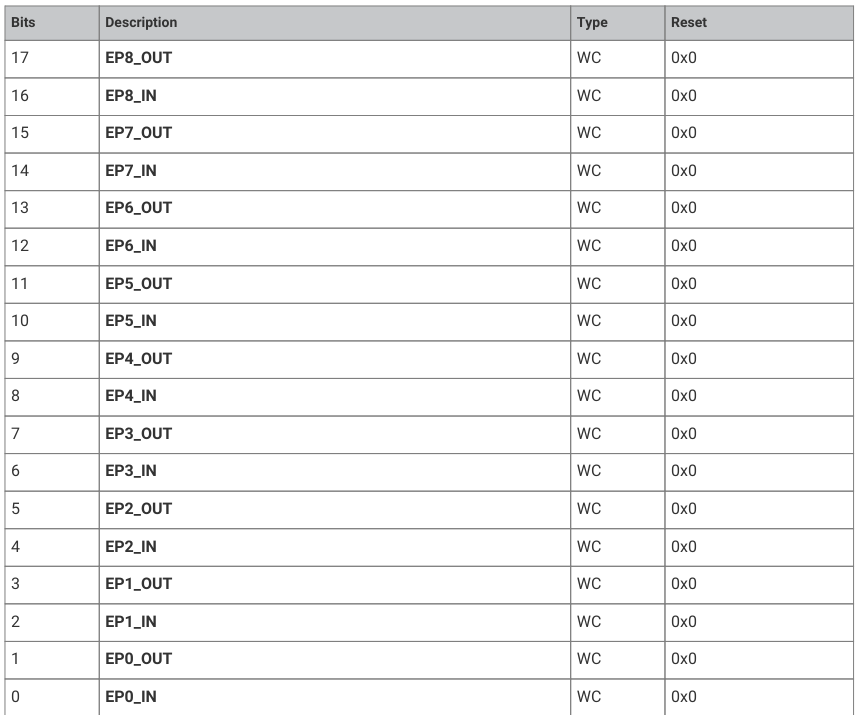 Bits Description Type Reset
17 EP8_OUT WC 0x0
16 EP8_IN WC 0x0
15 EP7_OUT WC 0x0
14 EP7_IN WC 0x0
13 EP6_OUT WC 0x0
12 EP6_IN WC 0x0
11 EP5_OUT WC 0x0
10 EP5_IN WC 0x0
9 EP4_OUT WC 0x0
8 EP4_IN WC 0x0
7 EP3_OUT WC 0x0
6 EP3_IN WC 0x0
5 EP2_OUT WC 0x0
4 EP2_IN WC 0x0
3 EP1_OUT WC 0x0
2 EP1_IN WC 0x0
1 EP0_OUT WC 0x0
0 EP0_IN WC 0x0